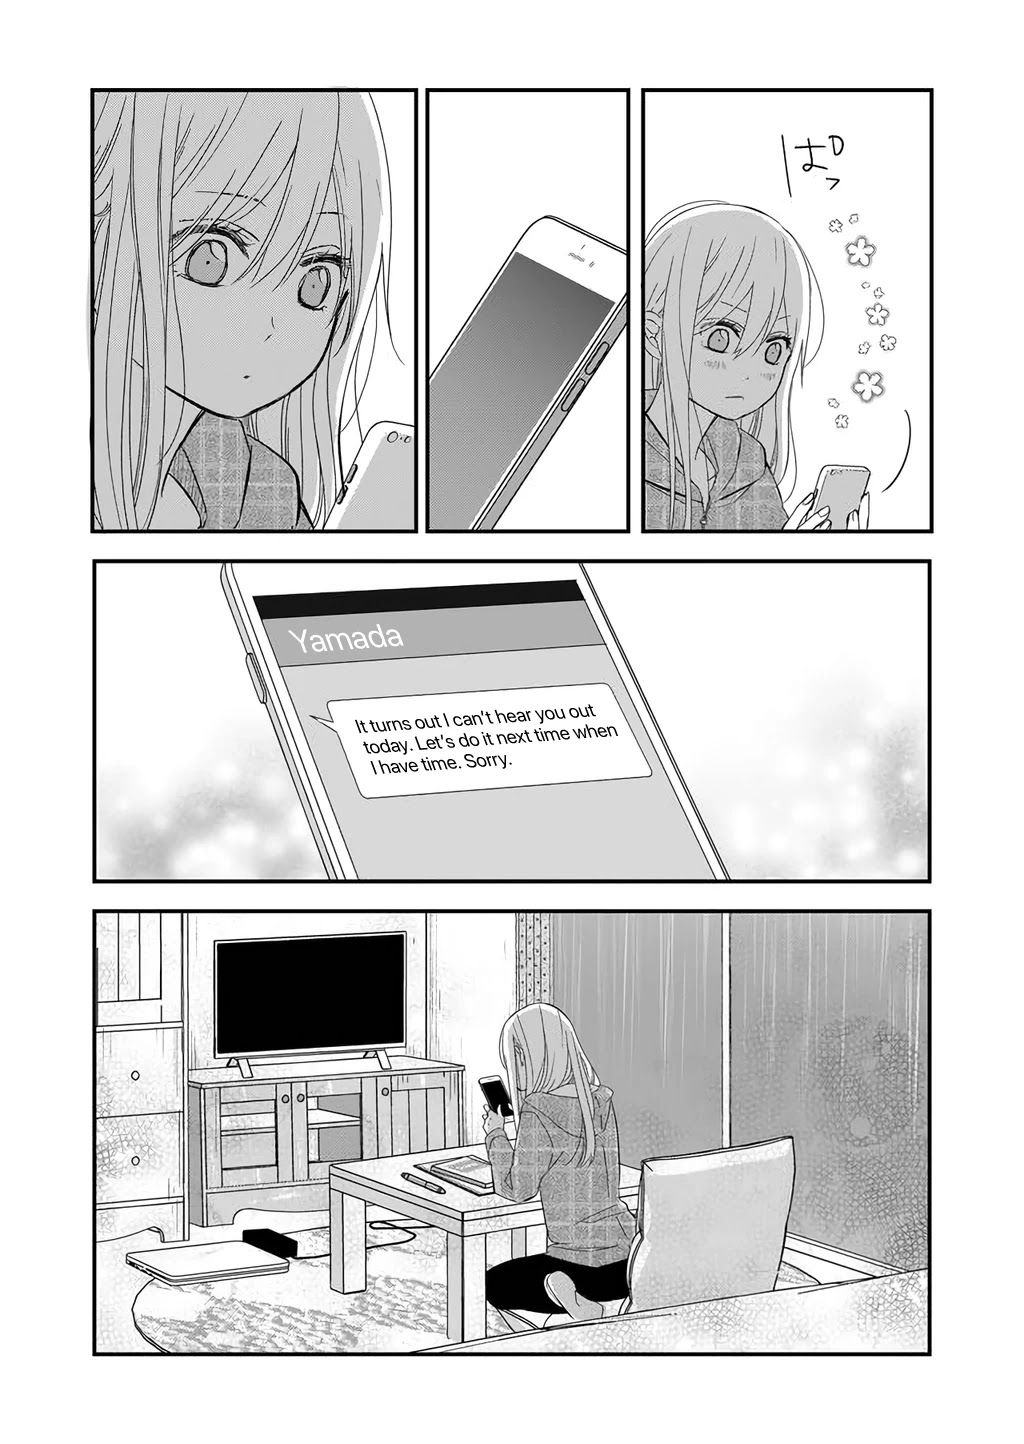 ぱっ
Yamada
It turns out I can't hear you out
today. Let's do it next time when
I have time. Sorry.